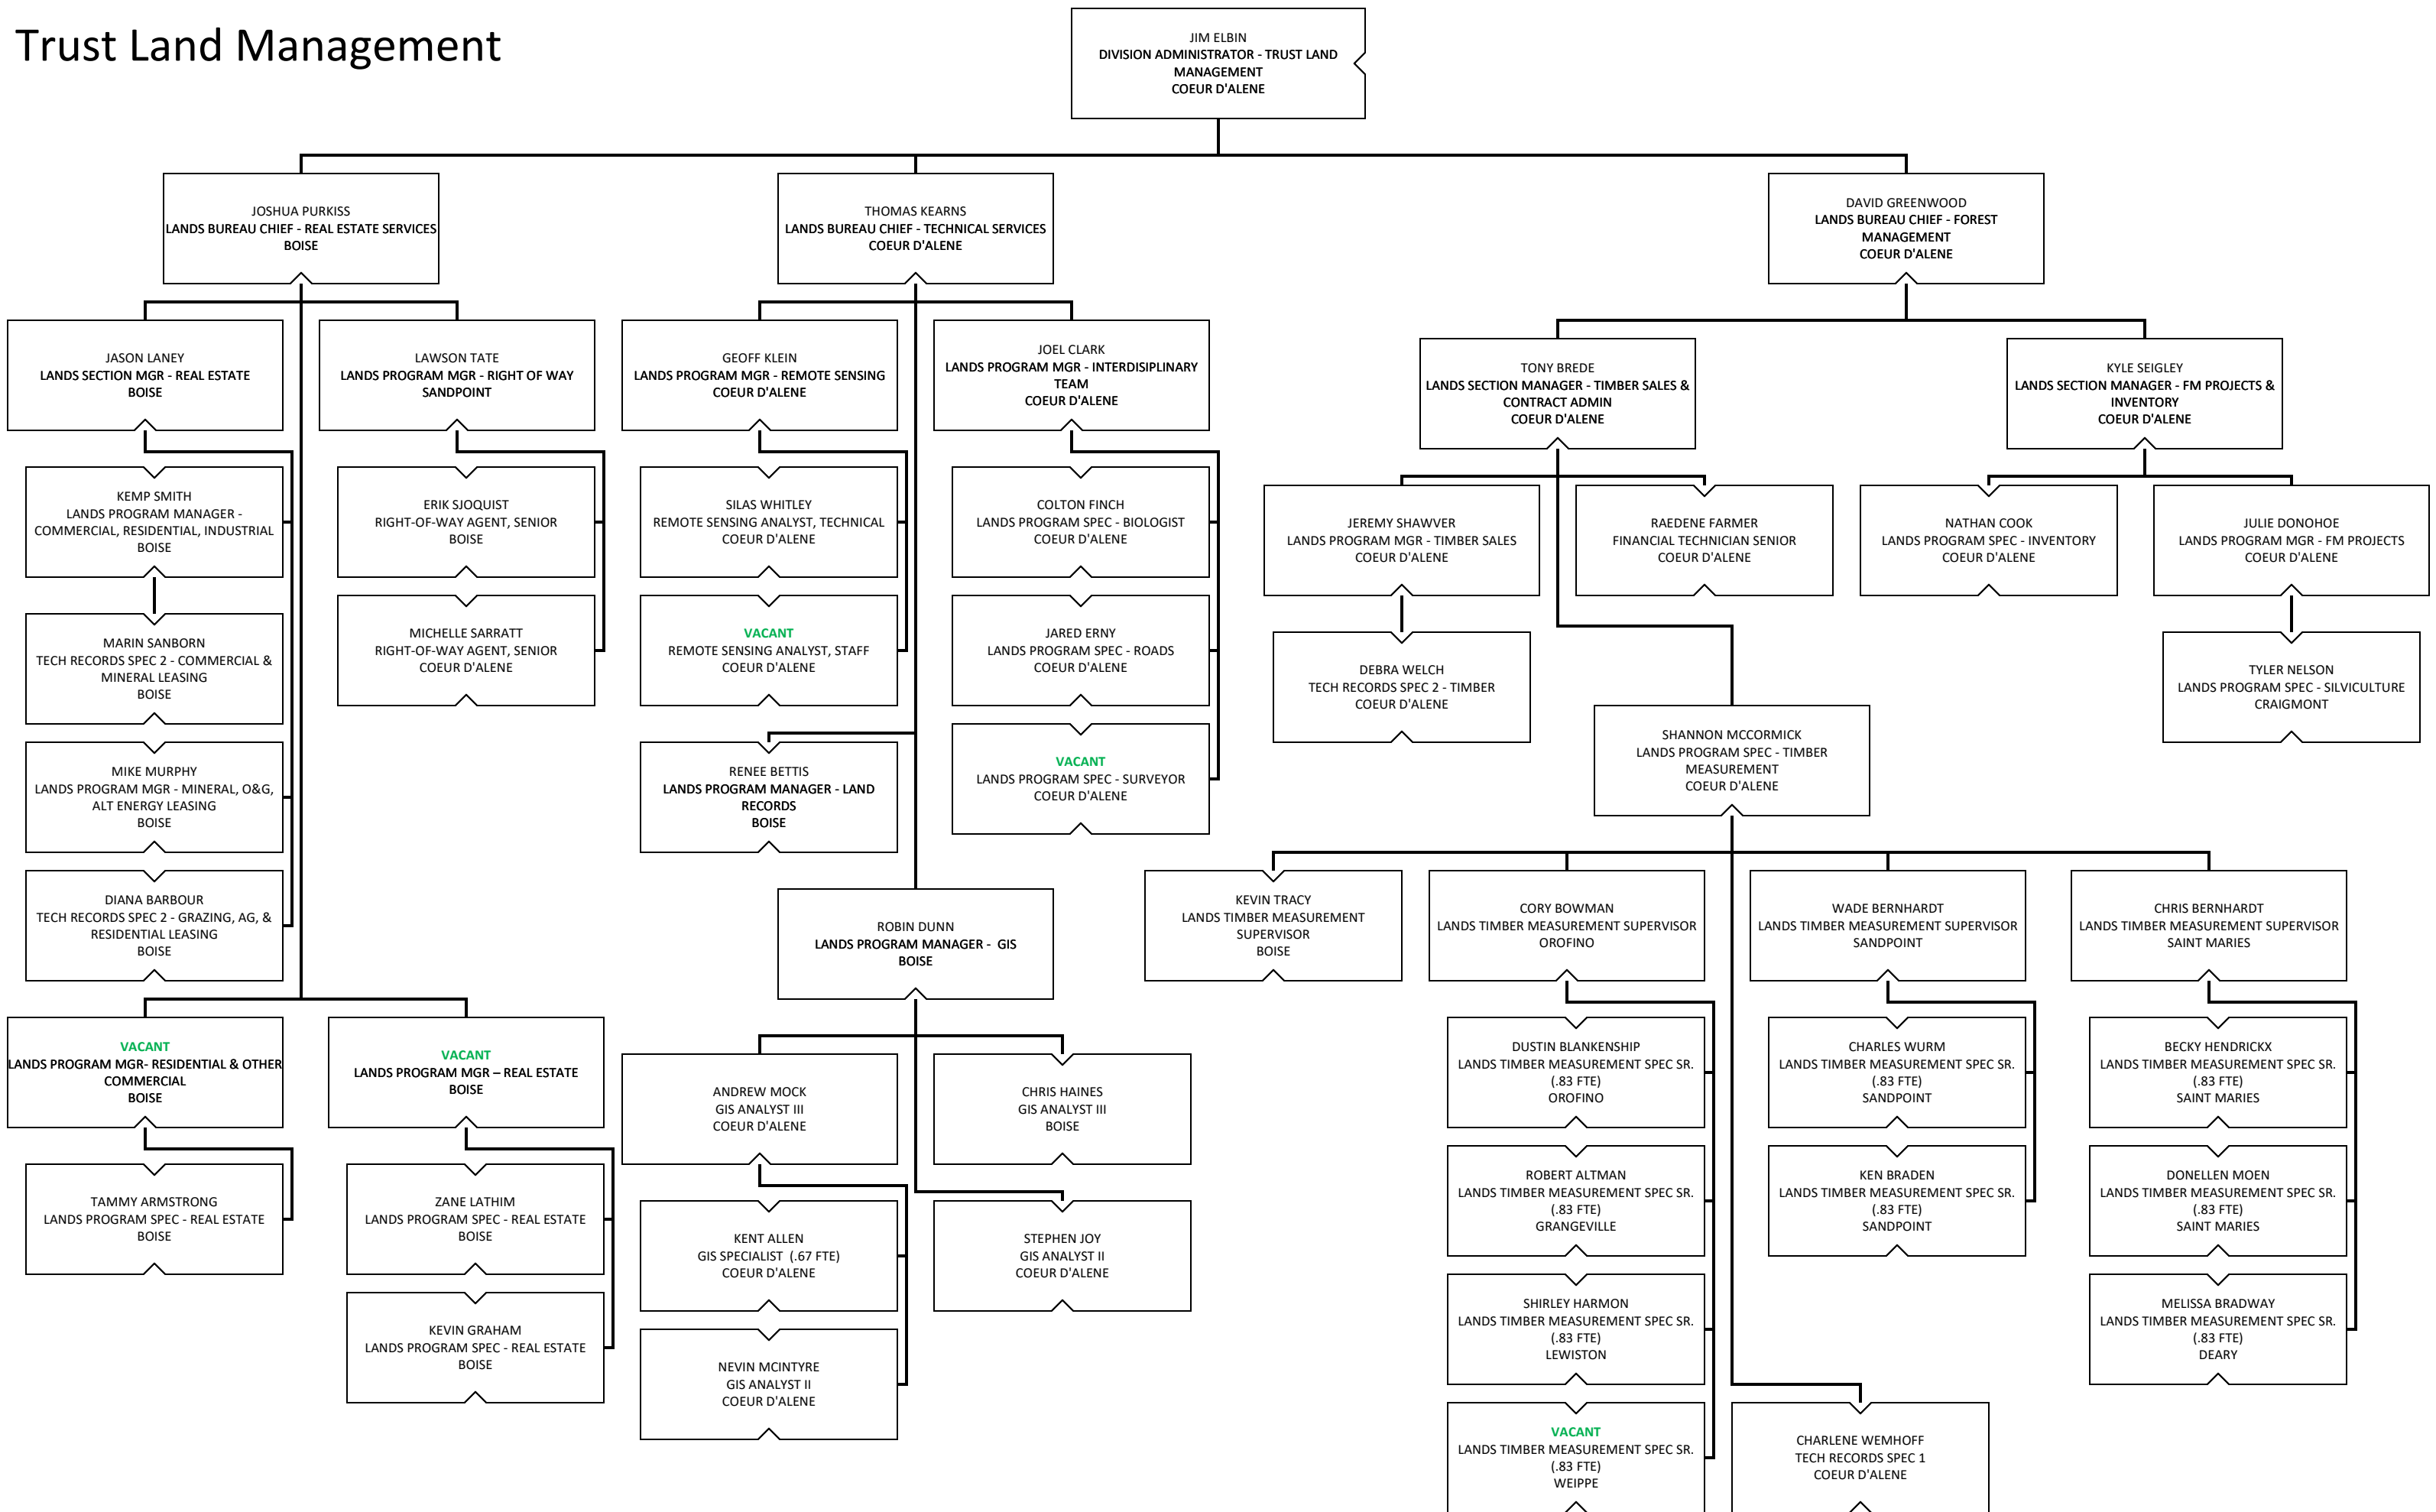 Trust Land Management
JIM ELBIN
DIVISION ADMINISTRATOR - TRUST LAND
MANAGEMENT
COEUR D'ALENE
JOSHUA PURKISS
LANDS BUREAU CHIEF - REAL ESTATE SERVICES
BOISE
THOMAS KEARNS
LANDS BUREAU CHIEF - TECHNICAL SERVICES
COEUR D'ALENE
DAVID GREENWOOD
LANDS BUREAU CHIEF - FOREST
MANAGEMENT
COEUR D'ALENE
JASON LANEY
LANDS SECTION MGR - REAL ESTATE
BOISE
LAWSON TATE
LANDS PROGRAM MGR - RIGHT OF WAY
SANDPOINT
GEOFF KLEIN
LANDS PROGRAM MGR - REMOTE SENSING
COEUR D'ALENE
JOEL CLARK
LANDS PROGRAM MGR - INTERDISIPLINARY
TEAM
COEUR D'ALENE
TONY BREDE
LANDS SECTION MANAGER - TIMBER SALES &
CONTRACT ADMIN
COEUR D'ALENE
KYLE SEIGLEY
LANDS SECTION MANAGER - FM PROJECTS &
INVENTORY
COEUR D'ALENE
KEMP SMITH
LANDS PROGRAM MANAGER -
COMMERCIAL, RESIDENTIAL, INDUSTRIAL
BOISE
ERIK SJOQUIST
RIGHT-OF-WAY AGENT, SENIOR
BOISE
SILAS WHITLEY
REMOTE SENSING ANALYST, TECHNICAL
COEUR D'ALENE
COLTON FINCH
LANDS PROGRAM SPEC - BIOLOGIST
COEUR D'ALENE
JEREMY SHAWVER
LANDS PROGRAM MGR - TIMBER SALES
COEUR D'ALENE
RAEDENE FARMER
FINANCIAL TECHNICIAN SENIOR
COEUR D'ALENE
NATHAN COOK
LANDS PROGRAM SPEC - INVENTORY
COEUR D'ALENE
JULIE DONOHOE
LANDS PROGRAM MGR - FM PROJECTS
COEUR D'ALENE
MARIN SANBORN
TECH RECORDS SPEC 2 - COMMERCIAL &
MINERAL LEASING
BOISE
MICHELLE SARRATT
RIGHT-OF-WAY AGENT, SENIOR
COEUR D'ALENE
VACANT
REMOTE SENSING ANALYST, STAFF
COEUR D'ALENE
JARED ERNY
LANDS PROGRAM SPEC - ROADS
COEUR D'ALENE
DEBRA WELCH
TECH RECORDS SPEC 2 - TIMBER
COEUR D'ALENE
TYLER NELSON
LANDS PROGRAM SPEC - SILVICULTURE
CRAIGMONT
SHANNON MCCORMICK
LANDS PROGRAM SPEC - TIMBER
MEASUREMENT
COEUR D'ALENE
MIKE MURPHY
LANDS PROGRAM MGR - MINERAL, O&G,
ALT ENERGY LEASING
BOISE
RENEE BETTIS
LANDS PROGRAM MANAGER - LAND
RECORDS
BOISE
VACANT
LANDS PROGRAM SPEC - SURVEYOR
COEUR D'ALENE
DIANA BARBOUR
TECH RECORDS SPEC 2 - GRAZING, AG, &
RESIDENTIAL LEASING
BOISE
ROBIN DUNN
LANDS PROGRAM MANAGER - GIS
BOISE
KEVIN TRACY
LANDS TIMBER MEASUREMENT
SUPERVISOR
BOISE
CORY BOWMAN
LANDS TIMBER MEASUREMENT SUPERVISOR
OROFINO
WADE BERNHARDT
LANDS TIMBER MEASUREMENT SUPERVISOR
SANDPOINT
CHRIS BERNHARDT
LANDS TIMBER MEASUREMENT SUPERVISOR
SAINT MARIES
VACANT
LANDS PROGRAM MGR- RESIDENTIAL & OTHER
COMMERCIAL
BOISE
VACANT
LANDS PROGRAM MGR – REAL ESTATE
BOISE
ANDREW MOCK
GIS ANALYST III
COEUR D'ALENE
CHRIS HAINES
GIS ANALYST III
BOISE
DUSTIN BLANKENSHIP
LANDS TIMBER MEASUREMENT SPEC SR.
(.83 FTE)
OROFINO
CHARLES WURM
LANDS TIMBER MEASUREMENT SPEC SR.
(.83 FTE)
SANDPOINT
BECKY HENDRICKX
LANDS TIMBER MEASUREMENT SPEC SR.
(.83 FTE)
SAINT MARIES
TAMMY ARMSTRONG
LANDS PROGRAM SPEC - REAL ESTATE
BOISE
ZANE LATHIM
LANDS PROGRAM SPEC - REAL ESTATE
BOISE
KENT ALLEN
GIS SPECIALIST (.67 FTE)
COEUR D'ALENE
STEPHEN JOY
GIS ANALYST II
COEUR D'ALENE
ROBERT ALTMAN
LANDS TIMBER MEASUREMENT SPEC SR.
(.83 FTE)
GRANGEVILLE
KEN BRADEN
LANDS TIMBER MEASUREMENT SPEC SR.
(.83 FTE)
SANDPOINT
DONELLEN MOEN
LANDS TIMBER MEASUREMENT SPEC SR.
(.83 FTE)
SAINT MARIES
KEVIN GRAHAM
LANDS PROGRAM SPEC - REAL ESTATE
BOISE
NEVIN MCINTYRE
GIS ANALYST II
COEUR D'ALENE
SHIRLEY HARMON
LANDS TIMBER MEASUREMENT SPEC SR.
(.83 FTE)
LEWISTON
MELISSA BRADWAY
LANDS TIMBER MEASUREMENT SPEC SR.
(.83 FTE)
DEARY
VACANT
LANDS TIMBER MEASUREMENT SPEC SR.
(.83 FTE)
WEIPPE
CHARLENE WEMHOFF
TECH RECORDS SPEC 1
COEUR D'ALENE